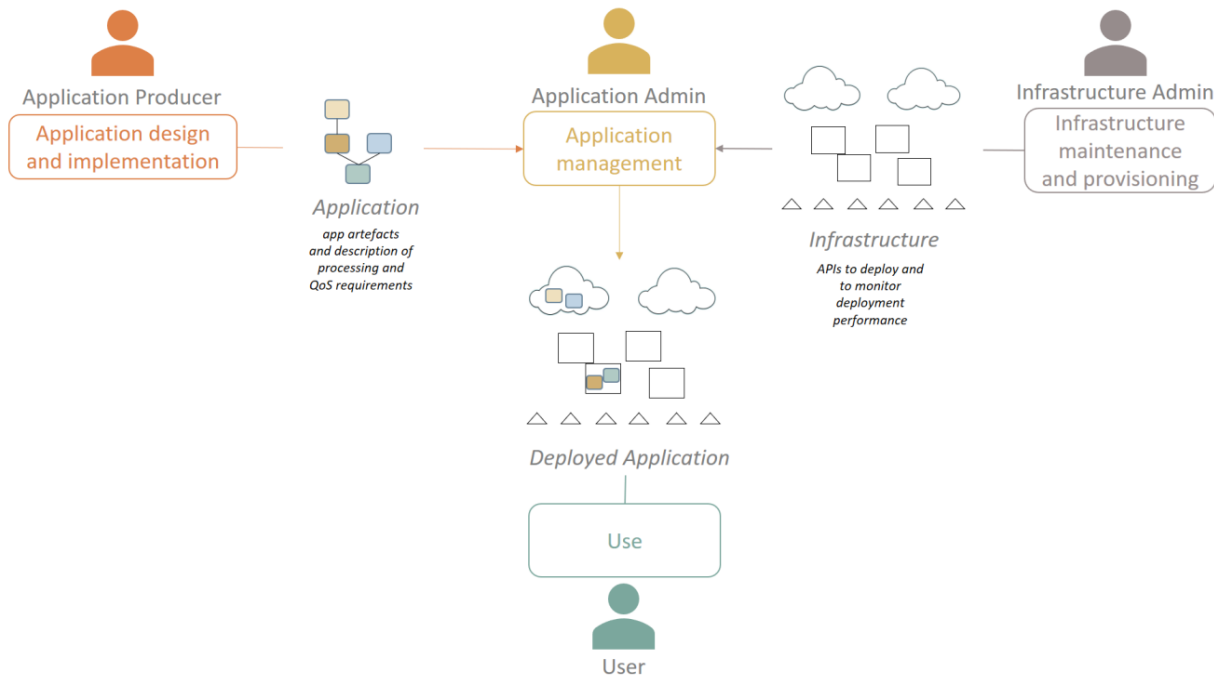 Application Producer
Application design
and implementation
Application
app artefacts
and description of
processing and
QoS requirements
Application Admin
Application
management
Infrastructure
APIs to deploy and
to monitor
deployment
performance
Infrastructure Admin
Infrastructure
maintenance
and provisioning
Deployed Application
Use
User